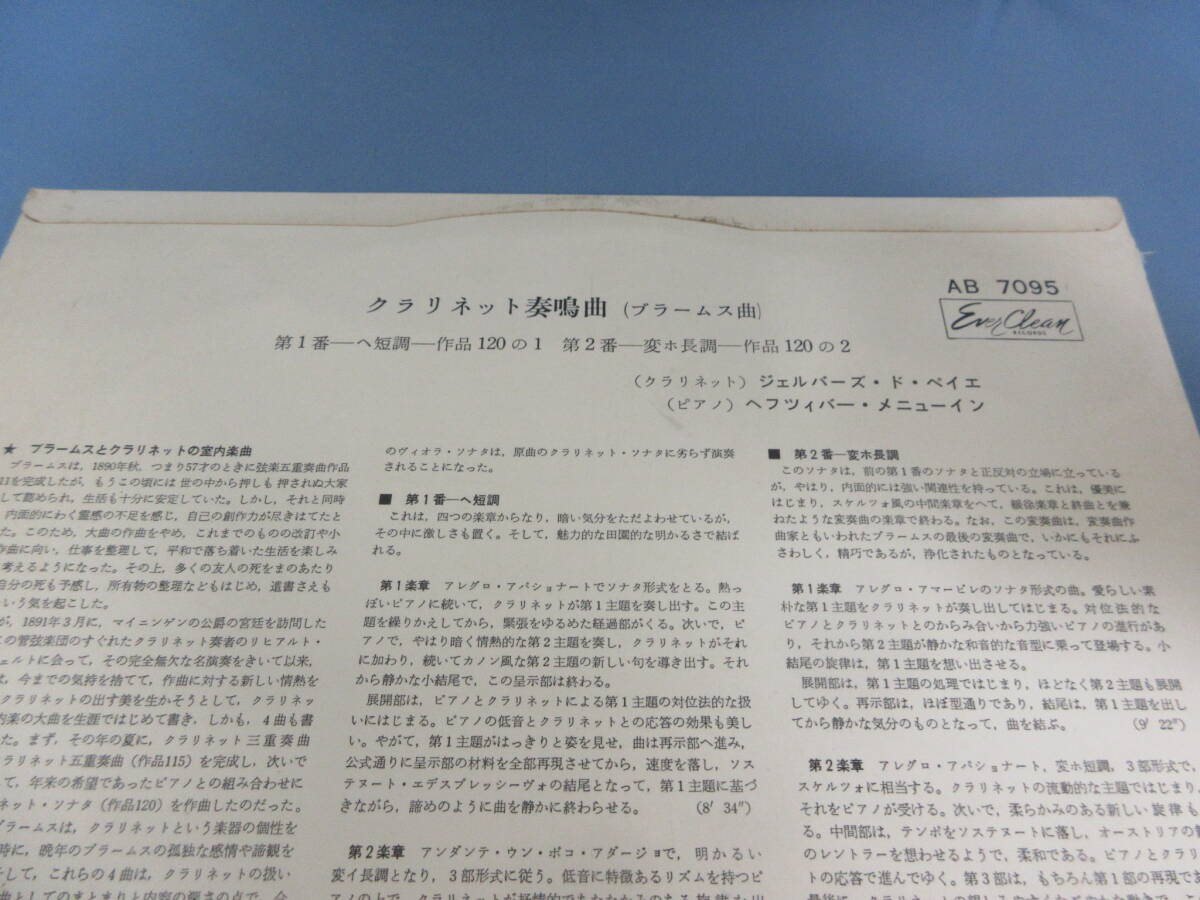 AB 7095
Ever Clean
RECORDS
クラリネット奏鳴曲 (ブラームス曲)
第1番―ヘ短調―作品120の1 第2番―変ホ長調―作品120の2
(クラリネット) ジェルバーズ・ド・ペイエ
(ピアノ) ヘフツィバー・メニューイン
★ ブラームスとクラリネットの室内楽曲
ブラームスは，1890年秋，つまり57才のときに弦楽五重奏曲作品
11を完成したが，もうこの頃には世の中から押しも押されぬ大家
して認められ，生活も十分に安定していた。しかし，それと同時
内面的にわく霊感の不足を感じ，自己の創作力が尽きはてたと
た。このため，大曲の作曲をやめ，これまでのものの改訂や小
作曲に向い，仕事を整理して，平和で落ち着いた生活を楽しみ
考えるようになった。その上，多くの友人の死をまのあたり
自分の死も予感し，所有物の整理などもはじめ，遺書さえも
いう気を起こした。
が，1891年3月に，マイニンゲンの公爵の宮廷を訪問した
この管弦楽団のすぐれたクラリネット奏者のリヒアルト・
ェルトに会って，その完全無欠な名演奏をきいて以来，
は，今までの気持を捨てて，作曲に対する新しい情熱を
クラリネットの出す美を生かそうとして，クラリネッ
内楽の大曲を生涯ではじめて書き，しかも，4曲も書
た。まず，その年の夏に，クラリネット三重奏曲
ラリネット五重奏曲（作品115）を完成し，次いで
て，年来の希望であったピアノとの組み合わせに
ネット・ソナタ（作品120）を作曲したのだった。
ブラームスは，クラリネットという楽器の個性を
時に，晩年のブラームスの孤独な感情や諦観を
そして，これらの4曲は，クラリネットの扱い
曲としてのまとまりと内容の深さの点で，今
のヴィオラ・ソナタは，原曲のクラリネット・ソナタに劣らず演奏
されることになった。
■ 第1番―ヘ短調
これは，四つの楽章からなり，暗い気分をただよわせているが，
その中に激しさも置く。そして，魅力的な田園的な明かるさで結ば
れる。
第1楽章 アレグロ・アパショナートでソナタ形式をとる。熱っ
ぽいピアノに続いて，クラリネットが第1主題を奏し出す。この主
題を繰りかえしてから，緊張をゆるめた経過部がくる。次いで，ピ
アノで，やはり暗く情熱的な第2主題を奏し，クラリネットがそれ
に加わり，続いてカノン風な第2主題の新しい句を導き出す。それ
から静かな小結尾で，この呈示部は終わる。
展開部は，ピアノとクラリネットによる第1主題の対位法的な扱
いにはじまる。ピアノの低音とクラリネットとの応答の効果も美し
い。やがて，第1主題がはっきりと姿を見せ，曲は再示部へ進み，
公式通りに呈示部の材料を全部再現させてから，速度を落し，ソス
テヌート・エデスプレッシーヴォの結尾となって，第1主題に基づ
きながら，諦めのように曲を静かに終わらせる。 (8′ 34″)
第2楽章 アンダンテ・ウン・ポコ・アダージョで，明かるい
変イ長調となり，3部形式に従う。低音に特徴あるリズムを持つピ
アノの上で，クラリネットが抒情的で
■ 第2番―変ホ長調
このソナタは，前の第1番のソナタと正反対の立場に立っている
が，やはり，内面的には強い関連性を持っている。これは，優美に
はじまり，スケルツォ風の中間楽章をへて，緩徐楽章と終曲とを兼
ねたような変奏曲の楽章で終わる。なお，この変奏曲は，変奏曲作
曲家ともいわれたブラームスの最後の変奏曲で，いかにもそれにふ
さわしく，精巧であるが，浄化されたものとなっている。
第1楽章 アレグロ・アマービレのソナタ形式の曲。愛らしい素
朴な第1主題をクラリネットが奏し出してはじまる。対位法的な
ピアノとクラリネットとのからみ合いから力強いピアノの進行があ
り，それから第2主題が静かな和音的な音型に乗って登場する。小
結尾の旋律は，第1主題を想い出させる。
展開部は，第1主題の処理ではじまり，ほどなく第2主題も展開
してゆく。再示部は，ほぼ型通りであり，結尾は，第1主題を出し
てから静かな気分のものとなって，曲を結ぶ。 (9′ 22″)
第2楽章 アレグロ・アパショナート，変ホ短調，3部形式で，
スケルツォに相当する。クラリネットの流動的な主題ではじまり，
それをピアノが受ける。次いで，柔らかみのある新しい旋律も
る。中間部は，テンポをソステヌートに落し，オーストリアの
のレントラーを想わせるようで，柔和である。ピアノとクラリ
トの応答で進んでゆく。第3部は，もちろん第1部の再現であ